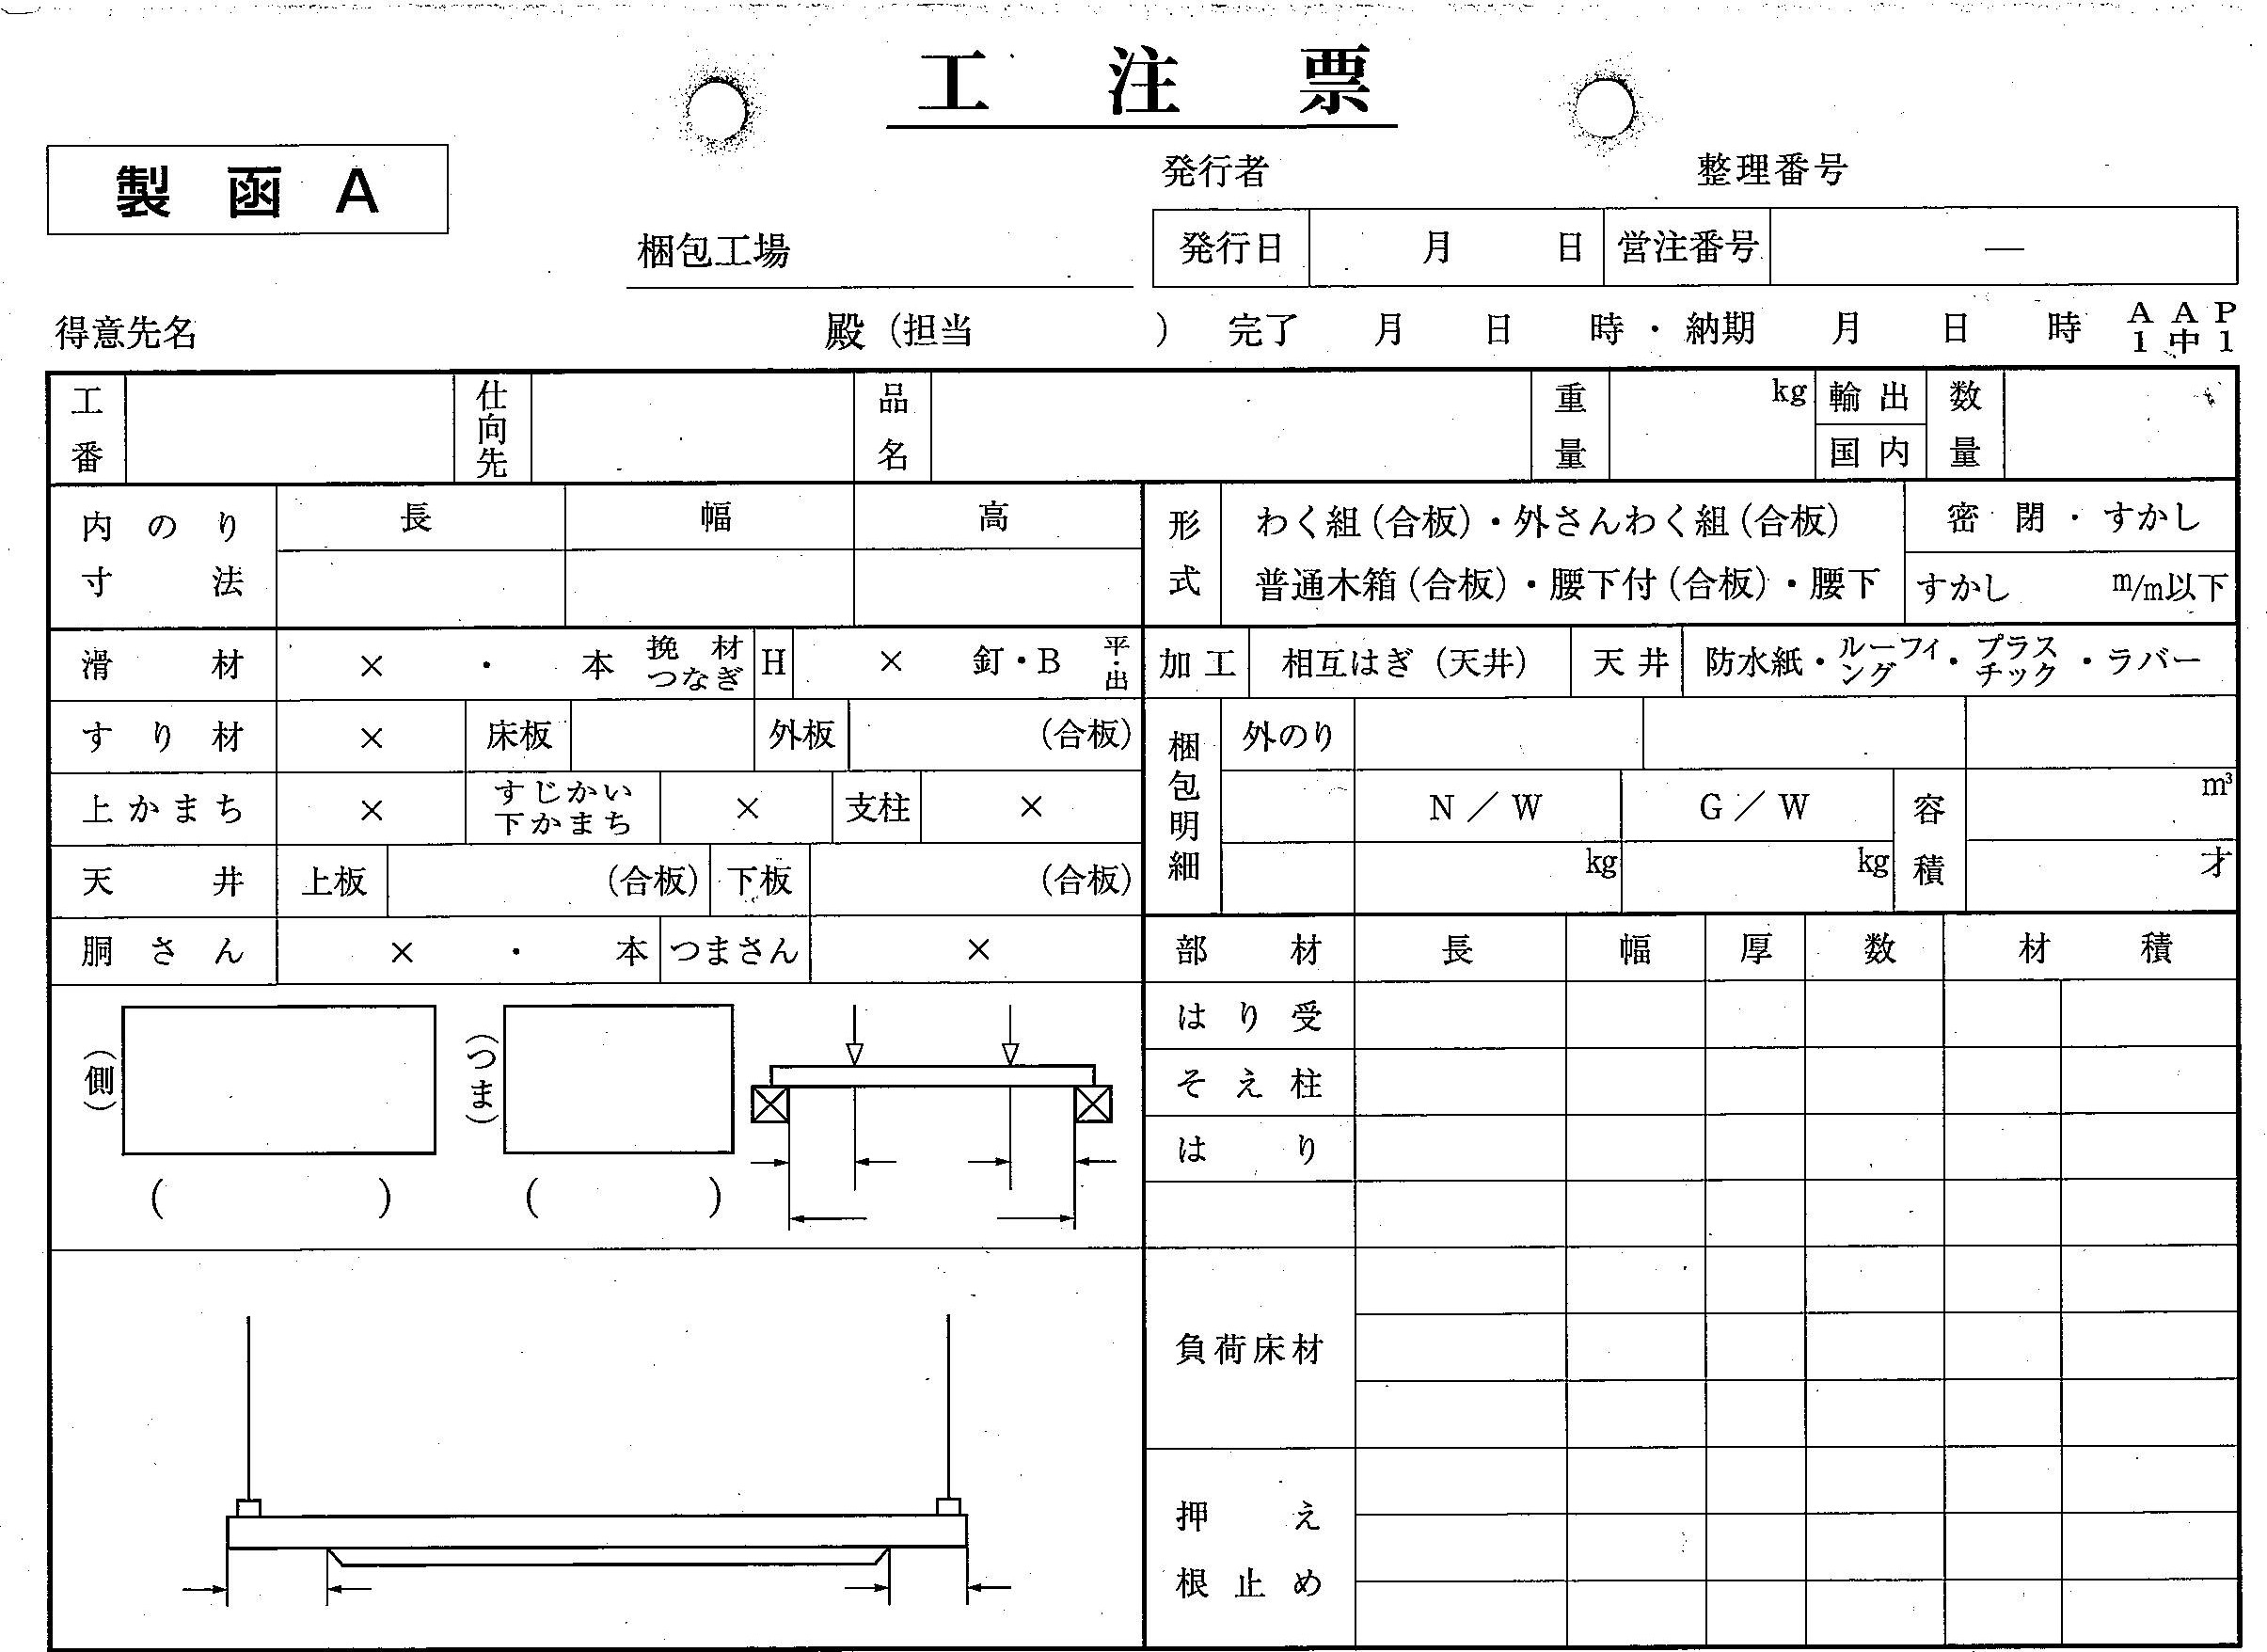 工注票
製函A
発行者 整理番号
梱包工場
発行日 月 日 営注番号 —
得意先名 殿（担当 ） 完了 月 日 時・納期 月 日 時 A1 A中 P1
工番 仕向先 品名 重量 kg 輸出 国内 数量
内のり寸法 長 幅 高
形式 わく組（合板）・外さんわく組（合板） 密閉・すかし
普通木箱（合板）・腰下付（合板）・腰下 すかし m/m以下
滑材 × ・ 本 挽材つなぎ H × 釘・B 平・出
加工 相互はぎ（天井） 天井 防水紙・ルーフィング・プラスチック・ラバー
すり材 × 床板 外板 （合板）
梱包明細 外のり
上かまち × すじかい下かまち × 支柱 ×
N／W G／W 容積 m³
kg kg 才
天井 上板 （合板） 下板 （合板）
胴さん × ・ 本 つまさん ×
部材 長 幅 厚 数 材積
（側） （つま）
( ) ( )
はり受
そえ柱
はり
負荷床材
押え
根止め